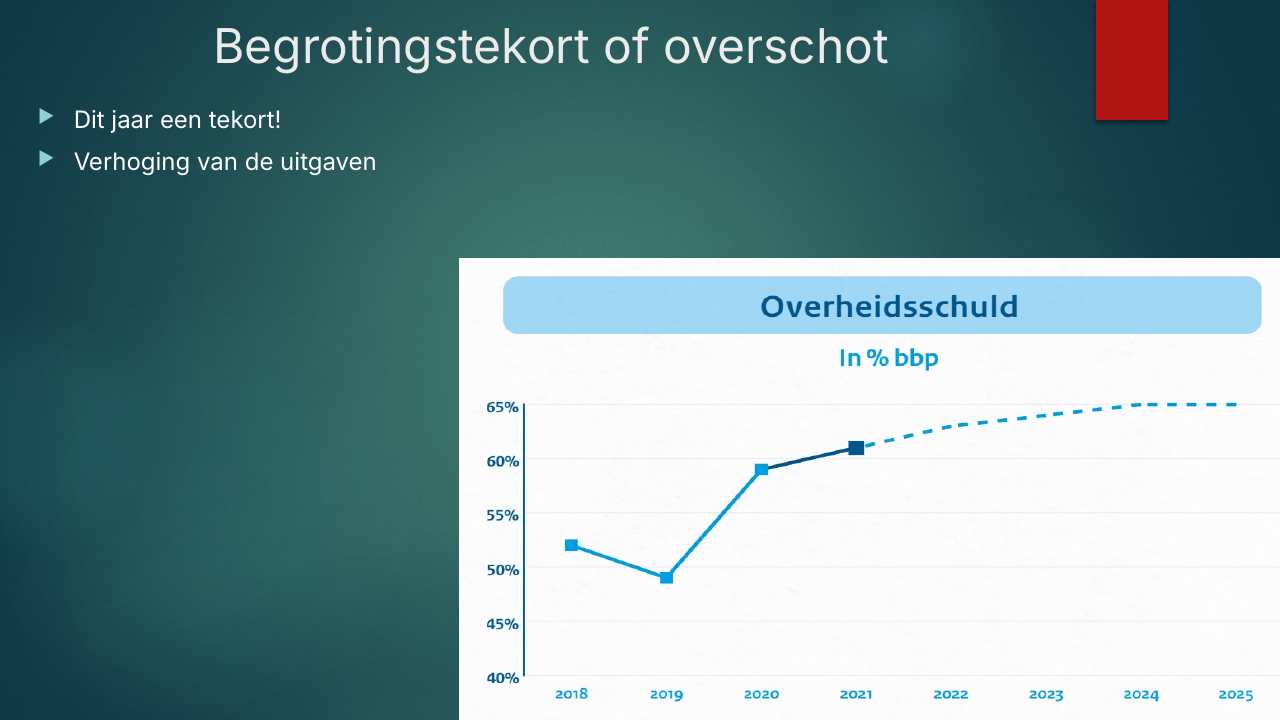 Begrotingstekort of overschot
Dit jaar een tekort!
Verhoging van de uitgaven
Overheidsschuld
In % bbp
65%
60%
55%
50%
45%
40%
2018 2019 2020 2021 2022 2023 2024 2025